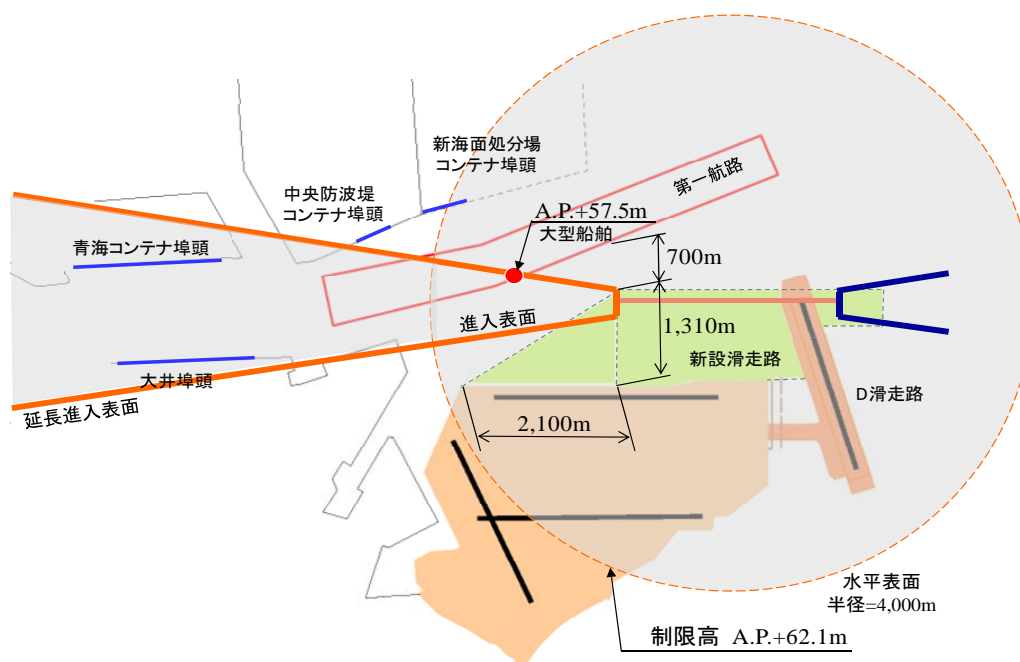 新海面処分場
コンテナ埠頭
第一航路
中央防波堤
コンテナ埠頭
A.P.+57.5m
大型船舶
青海コンテナ埠頭
700m
進入表面
1,310m
新設滑走路
大井埠頭
D滑走路
延長進入表面
2,100m
水平表面
半径=4,000m
制限高 A.P.+62.1m